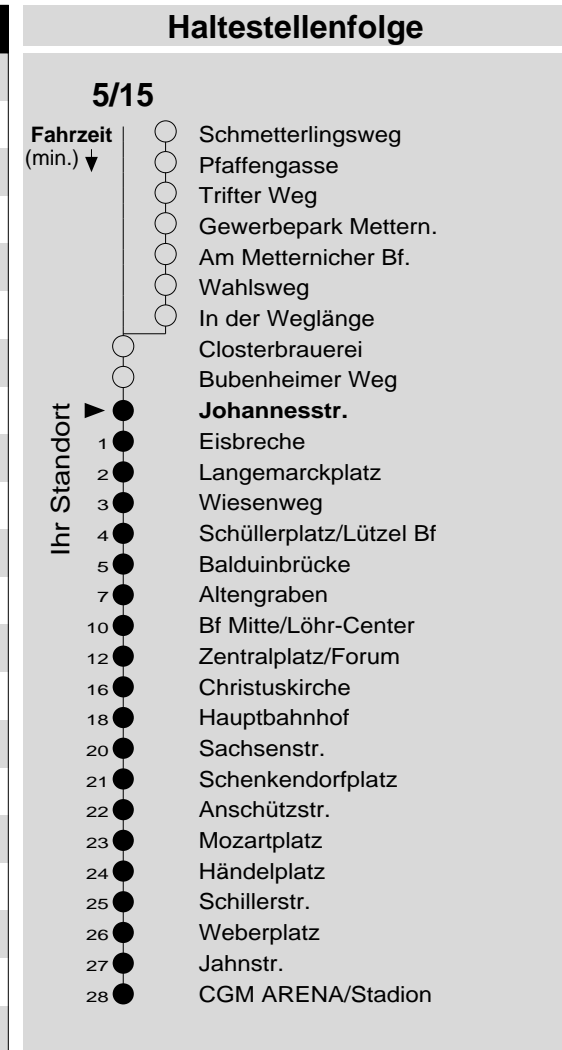 Haltestellenfolge
5/15
Fahrzeit
(min.)
Schmetterlingsweg
Pfaffengasse
Trifter Weg
Gewerbepark Mettern.
Am Metternicher Bf.
Wahlsweg
In der Weglänge
Closterbrauerei
Bubenheimer Weg
Ihr Standort
Johannesstr.
1 Eisbreche
2 Langemarckplatz
3 Wiesenweg
4 Schüllerplatz/Lützel Bf
5 Balduinbrücke
7 Altengraben
10 Bf Mitte/Löhr-Center
12 Zentralplatz/Forum
16 Christuskirche
18 Hauptbahnhof
20 Sachsenstr.
21 Schenkendorfplatz
22 Anschützstr.
23 Mozartplatz
24 Händelplatz
25 Schillerstr.
26 Weberplatz
27 Jahnstr.
28 CGM ARENA/Stadion